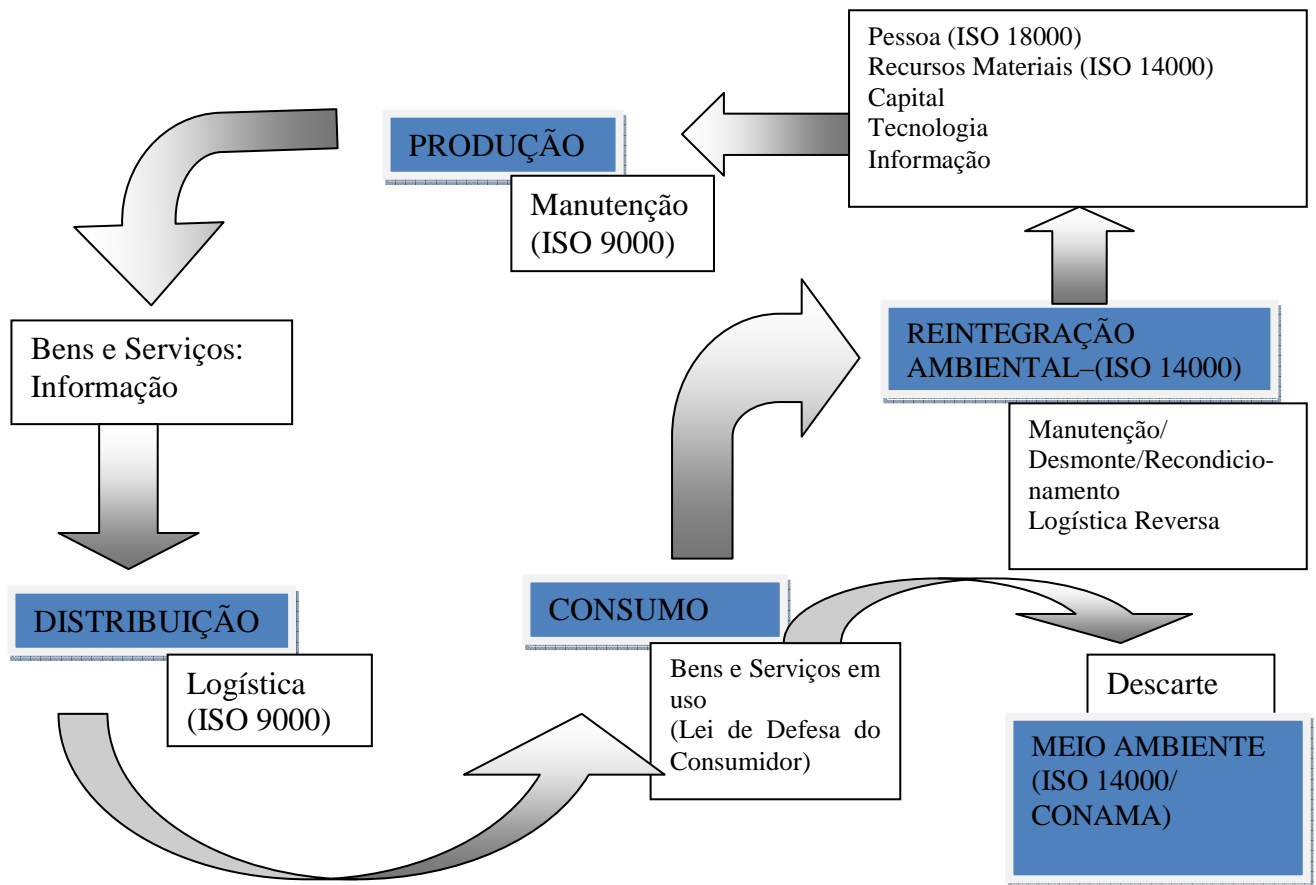 Pessoa (ISO 18000)
Recursos Materiais (ISO 14000)
Capital
Tecnologia
Informação
PRODUÇÃO
Manutenção
(ISO 9000)
Bens e Serviços:
Informação
REINTEGRAÇÃO
AMBIENTAL–(ISO 14000)
Manutenção/
Desmonte/Recondicio-
namento
Logística Reversa
DISTRIBUIÇÃO
Logística
(ISO 9000)
CONSUMO
Bens e Serviços em
uso
(Lei de Defesa do
Consumidor)
Descarte
MEIO AMBIENTE
(ISO 14000/
CONAMA)